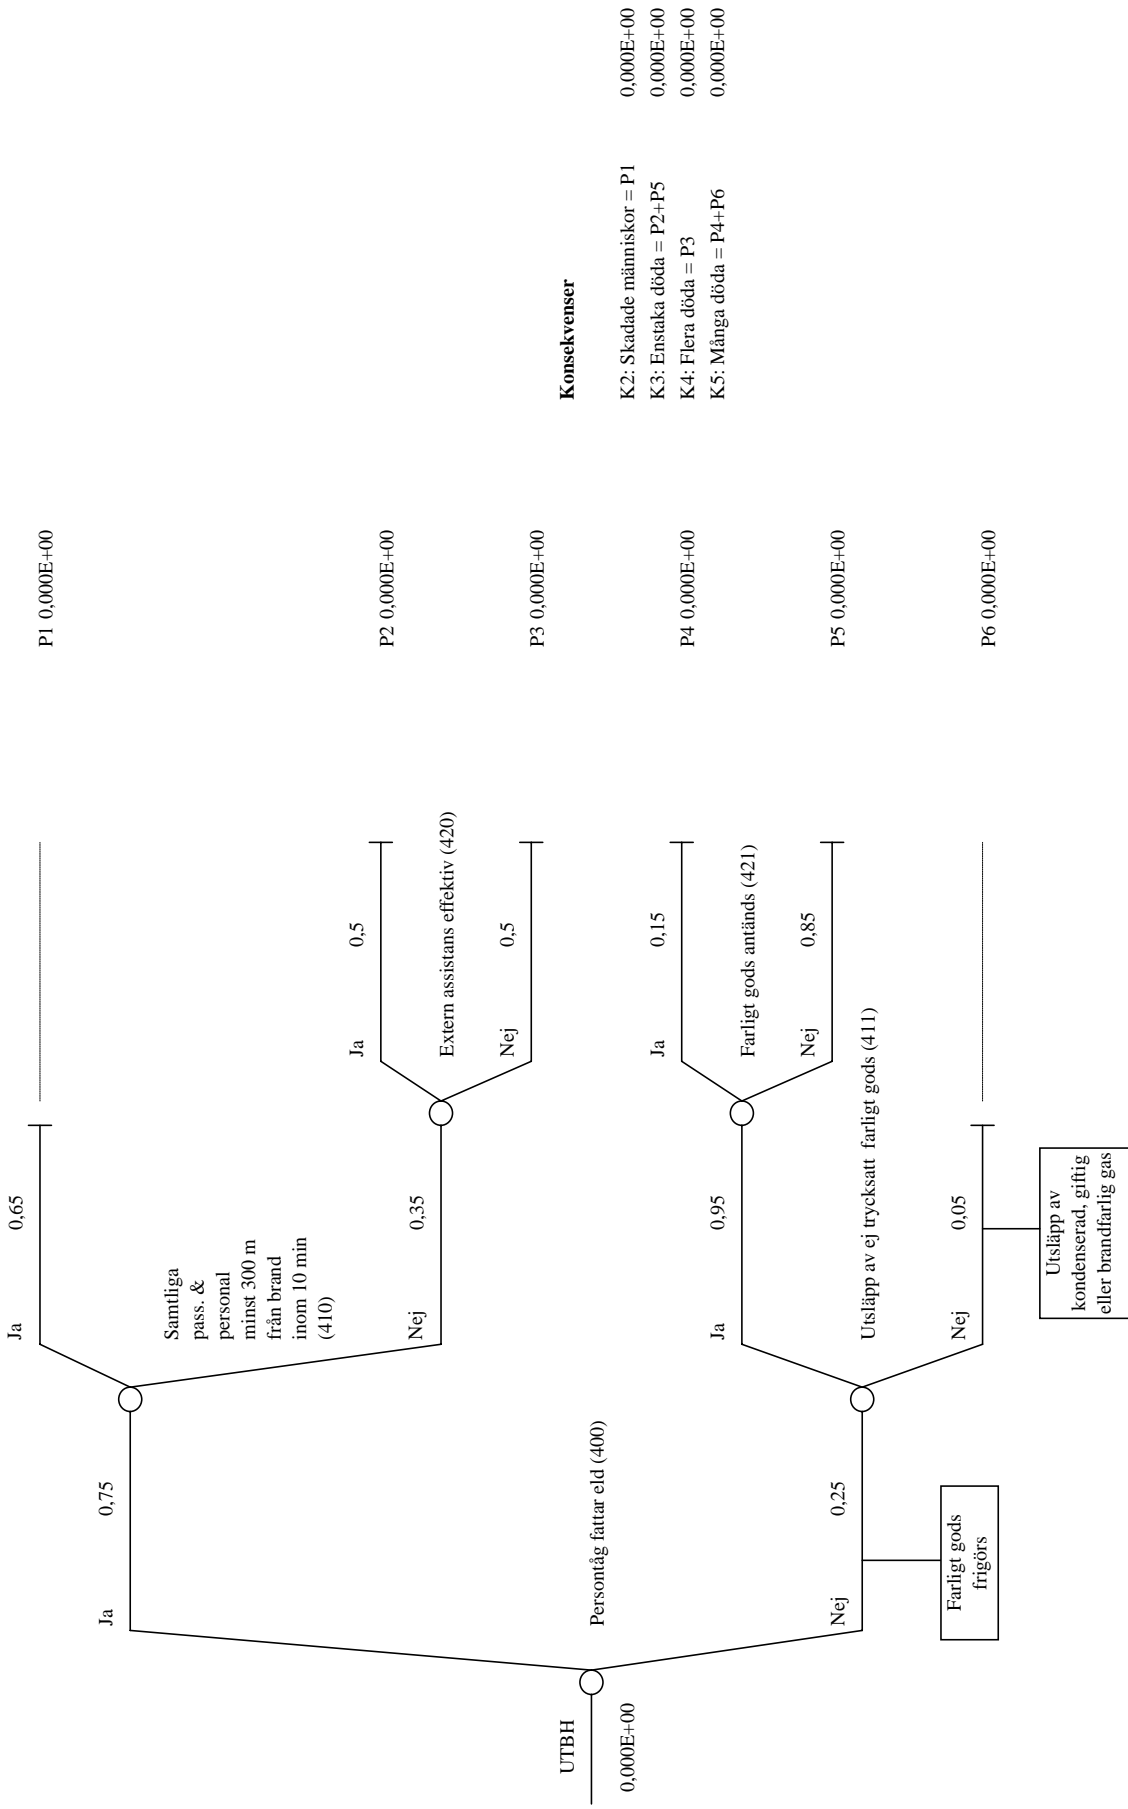 UTBH
0,000E+00
Persontåg fattar eld (400)
Ja
0,75
Nej
0,25
Farligt gods
frigörs
Samtliga
pass. &
personal
minst 300 m
från brand
inom 10 min
(410)
Ja
0,65
Nej
0,35
Utsläpp av ej trycksatt farligt gods (411)
Ja
0,95
Nej
0,05
Utsläpp av
kondenserad, giftig
eller brandfarlig gas
Extern assistans effektiv (420)
Ja
0,5
Nej
0,5
Farligt gods antänds (421)
Ja
0,15
Nej
0,85
P1 0,000E+00
P2 0,000E+00
P3 0,000E+00
P4 0,000E+00
P5 0,000E+00
P6 0,000E+00
Konsekvenser
K2: Skadade människor = P1 0,000E+00
K3: Enstaka döda = P2+P5 0,000E+00
K4: Flera döda = P3 0,000E+00
K5: Många döda = P4+P6 0,000E+00